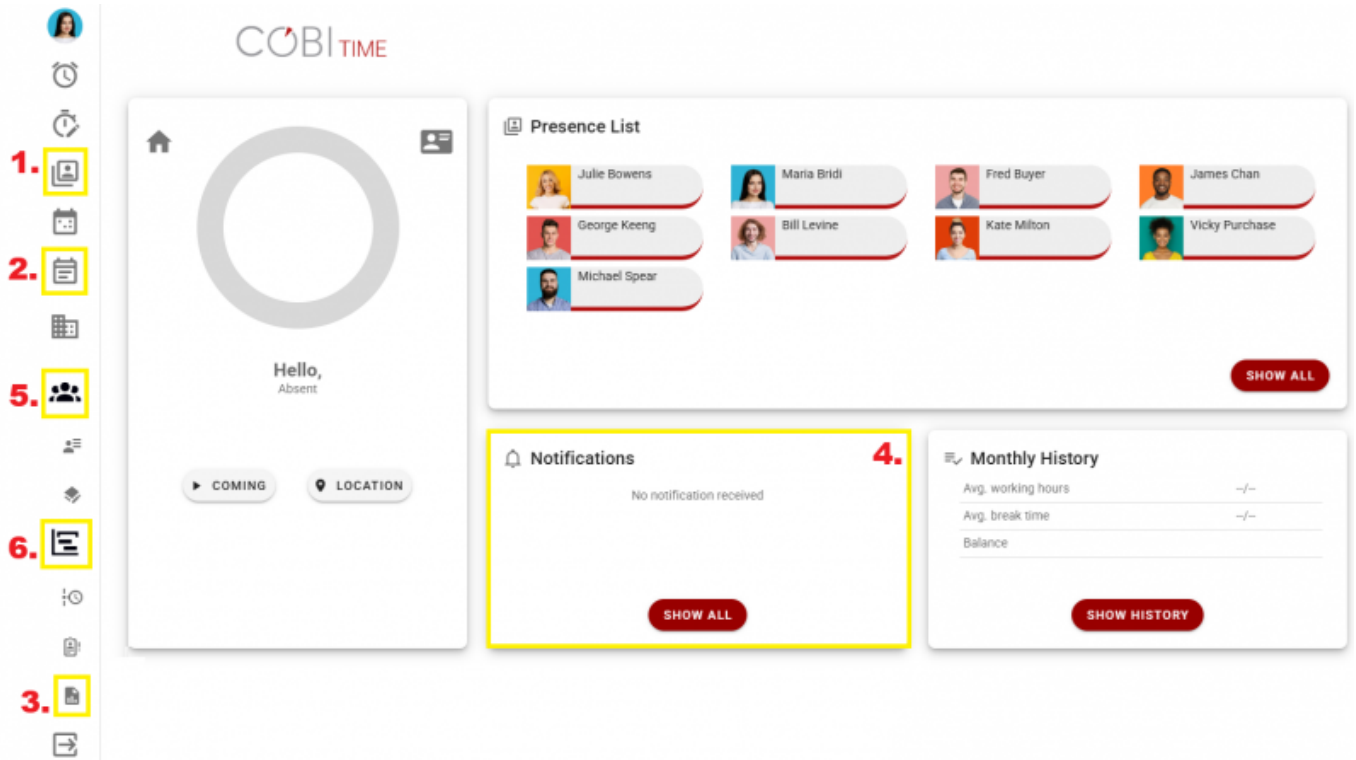 COBI TIME
1.
2.
5.
6.
3.
Hello,
Absent
COMING
LOCATION
Presence List
Julie Bowens
Maria Bridi
Fred Buyer
James Chan
George Keeng
Bill Levine
Kate Milton
Vicky Purchase
Michael Spear
SHOW ALL
Notifications
4.
No notification received
SHOW ALL
Monthly History
Avg. working hours --/--
Avg. break time --/--
Balance
SHOW HISTORY